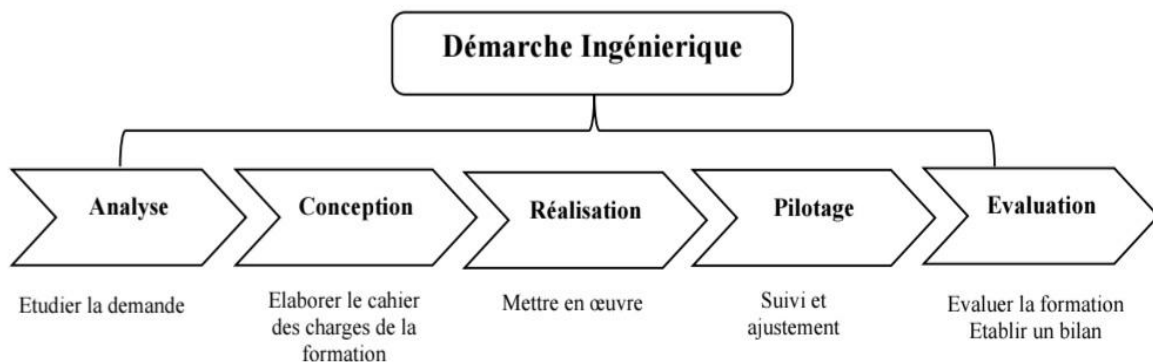 Démarche Ingénierique
Analyse
Conception
Réalisation
Pilotage
Evaluation
Etudier la demande
Elaborer le cahier
des charges de la
formation
Mettre en œuvre
Suivi et
ajustement
Evaluer la formation
Etablir un bilan